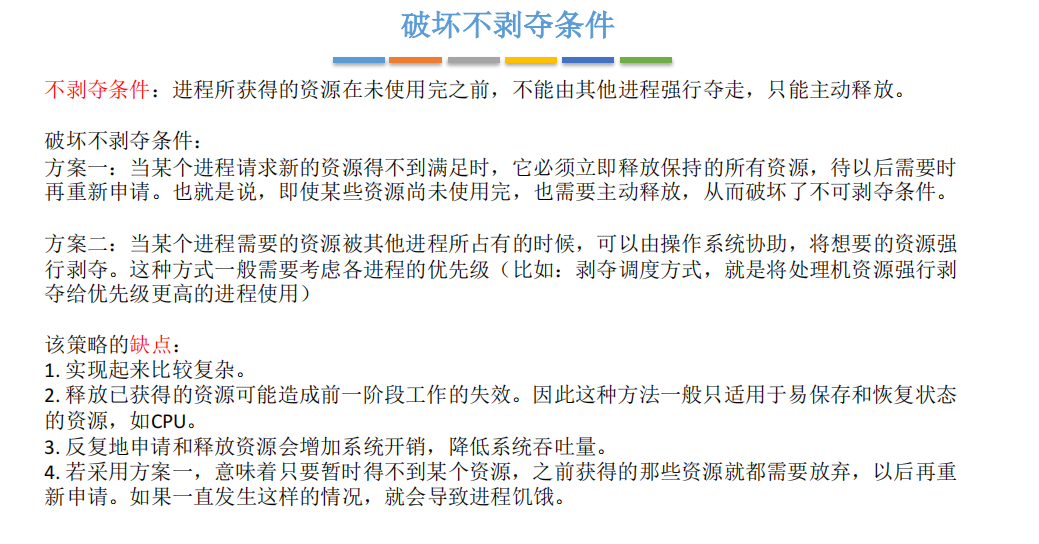 破坏不剥夺条件
不剥夺条件：进程所获得的资源在未使用完之前，不能由其他进程强行夺走，只能主动释放。
破坏不剥夺条件：
方案一：当某个进程请求新的资源得不到满足时，它必须立即释放保持的所有资源，待以后需要时
再重新申请。也就是说，即使某些资源尚未使用完，也需要主动释放，从而破坏了不可剥夺条件。
方案二：当某个进程需要的资源被其他进程所占有的时候，可以由操作系统协助，将想要的资源强
行剥夺。这种方式一般需要考虑各进程的优先级（比如：剥夺调度方式，就是将处理机资源强行剥
夺给优先级更高的进程使用）
该策略的缺点：
1. 实现起来比较复杂。
2. 释放已获得的资源可能造成前一阶段工作的失效。因此这种方法一般只适用于易保存和恢复状态
的资源，如CPU。
3. 反复地申请和释放资源会增加系统开销，降低系统吞吐量。
4. 若采用方案一，意味着只要暂时得不到某个资源，之前获得的那些资源就都需要放弃，以后再重
新申请。如果一直发生这样的情况，就会导致进程饥饿。